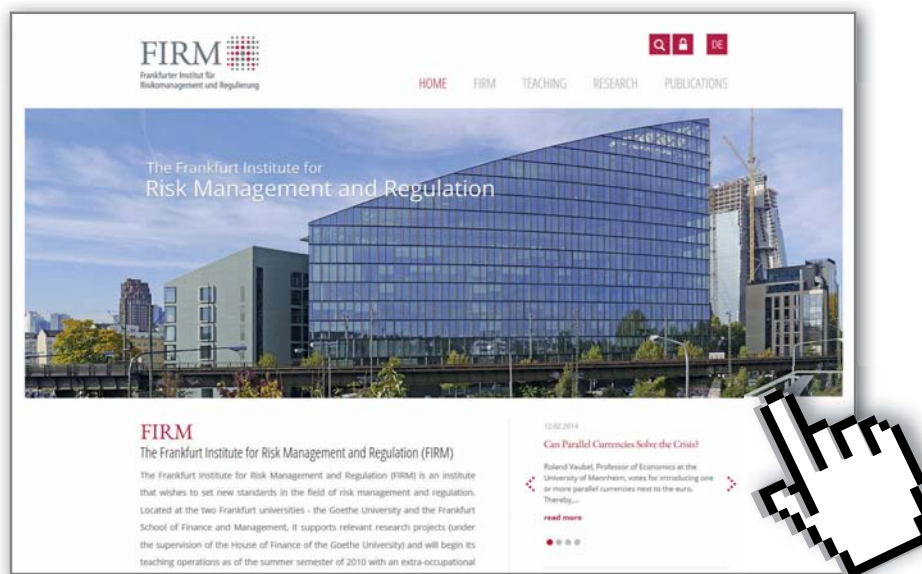 FIRM
Frankfurter Institut für
Risikomanagement und Regulierung
DE
HOME FIRM TEACHING RESEARCH PUBLICATIONS
The Frankfurt Institute for
Risk Management and Regulation
FIRM
The Frankfurt Institute for Risk Management and Regulation (FIRM)
The Frankfurt Institute for Risk Management and Regulation (FIRM) is an institute
that wishes to set new standards in the field of risk management and regulation.
Located at the two Frankfurt universities - the Goethe University and the Frankfurt
School of Finance and Management, it supports relevant research projects (under
the supervision of the House of Finance of the Goethe University) and will begin its
teaching operations as of the summer semester of 2010 with an extra-occupational
12.02.2014
Can Parallel Currencies Solve the Crisis?
Roland Vaubel, Professor of Economics at the
University of Mannheim, votes for introducing one
or more parallel currencies next to the euro.
Thereby,...
read more